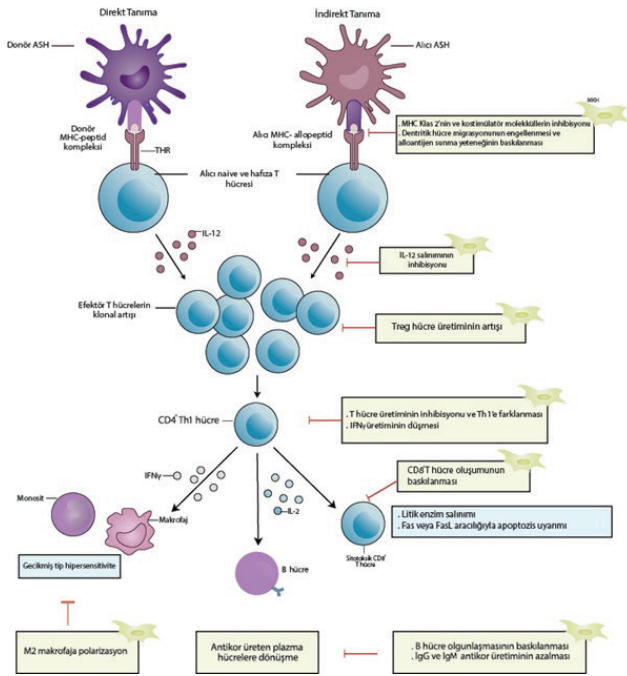 Direkt Tanıma
İndirekt Tanıma
Donör ASH
Alıcı ASH
Donör
MHC-peptid
kompleksi
THR
Alıcı MHC- allopeptid
kompleksi
. MHC Klas 2'nin ve kostimülatör molekküllerin inhibisyonu
. Dentritik hücre migrasyonunun engellenmesi ve
alloantijen sunma yeteneğinin baskılanması
Alıcı naive ve hafıza T
hücresi
IL-12
IL-12 salınımının
inhibisyonu
Efektör T hücrelerin
klonal artışı
Treg hücre üretiminin artışı
CD4+ Th1 hücre
. T hücre üretiminin inhibisyonu ve Th1'e farklanması
. IFNγ üretiminin düşmesi
IFNγ
IL-2
CD8+T hücre oluşumunun
baskılanması
Monosit
Makrofaj
. Litik enzim salınımı
. Fas veya FasL aracılığıyla apoptozis uyarımı
Sitotoksik CD8+
T hücre
Gecikmiş tip hipersensitivite
B hücre
M2 makrofaja polarizasyon
Antikor üreten plazma
hücrelere dönüşme
. B hücre olgunlaşmasının baskılanması
. IgG ve IgM antikor üretiminin azalması